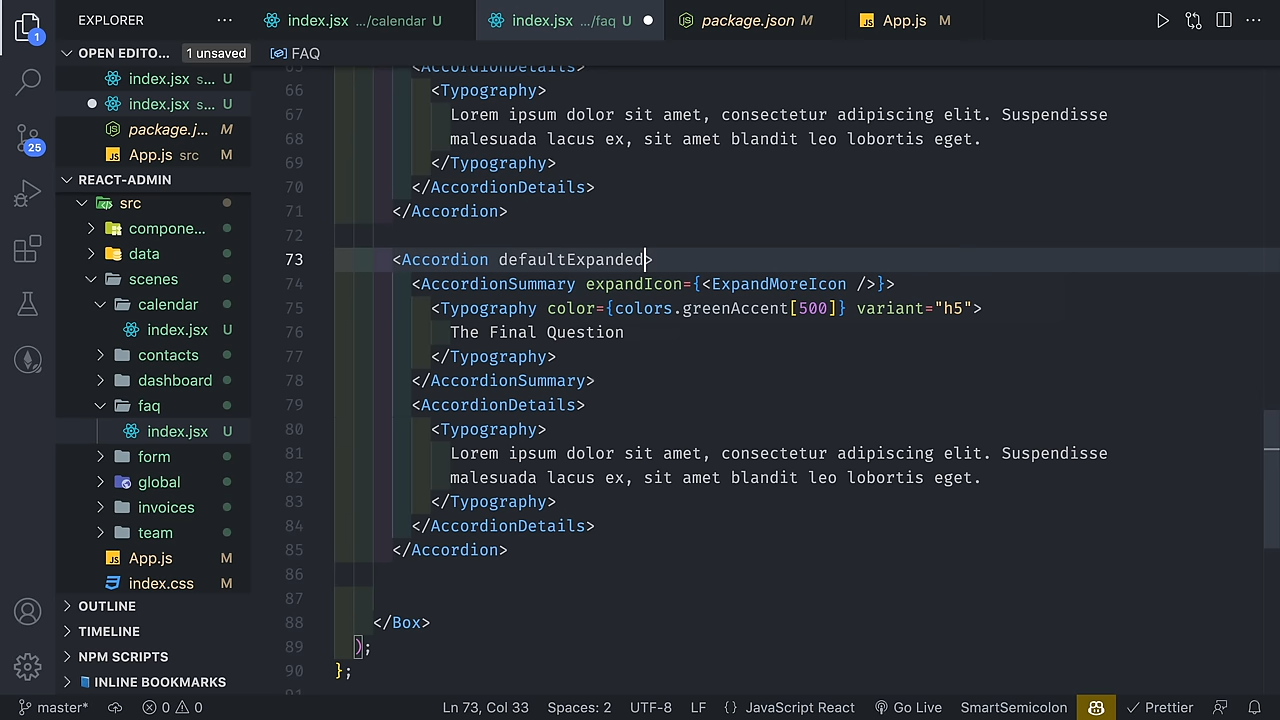 EXPLORER
index.jsx .../calendar U
index.jsx .../faq U
package.json M
App.js M
1
OPEN EDITO...
1 unsaved
FAQ
index.jsx s... U
index.jsx s... U
package.j... M
App.js src M
25
REACT-ADMIN
src
compone...
data
scenes
calendar
index.jsx U
contacts
dashboard
faq
index.jsx U
form
global
invoices
team
App.js M
index.css M
OUTLINE
TIMELINE
NPM SCRIPTS
INLINE BOOKMARKS
65 <AccordionDetails>
66 <Typography>
67 Lorem ipsum dolor sit amet, consectetur adipiscing elit. Suspendisse
68 malesuada lacus ex, sit amet blandit leo lobortis eget.
69 </Typography>
70 </AccordionDetails>
71 </Accordion>
72
73 <Accordion defaultExpanded>
74 <AccordionSummary expandIcon={<ExpandMoreIcon />}>
75 <Typography color={colors.greenAccent[500]} variant="h5">
76 The Final Question
77 </Typography>
78 </AccordionSummary>
79 <AccordionDetails>
80 <Typography>
81 Lorem ipsum dolor sit amet, consectetur adipiscing elit. Suspendisse
82 malesuada lacus ex, sit amet blandit leo lobortis eget.
83 </Typography>
84 </AccordionDetails>
85 </Accordion>
86
87
88 </Box>
89 );
90 };
91
master* 0 0 Ln 73, Col 33 Spaces: 2 UTF-8 LF {} JavaScript React Go Live SmartSemicolon Prettier